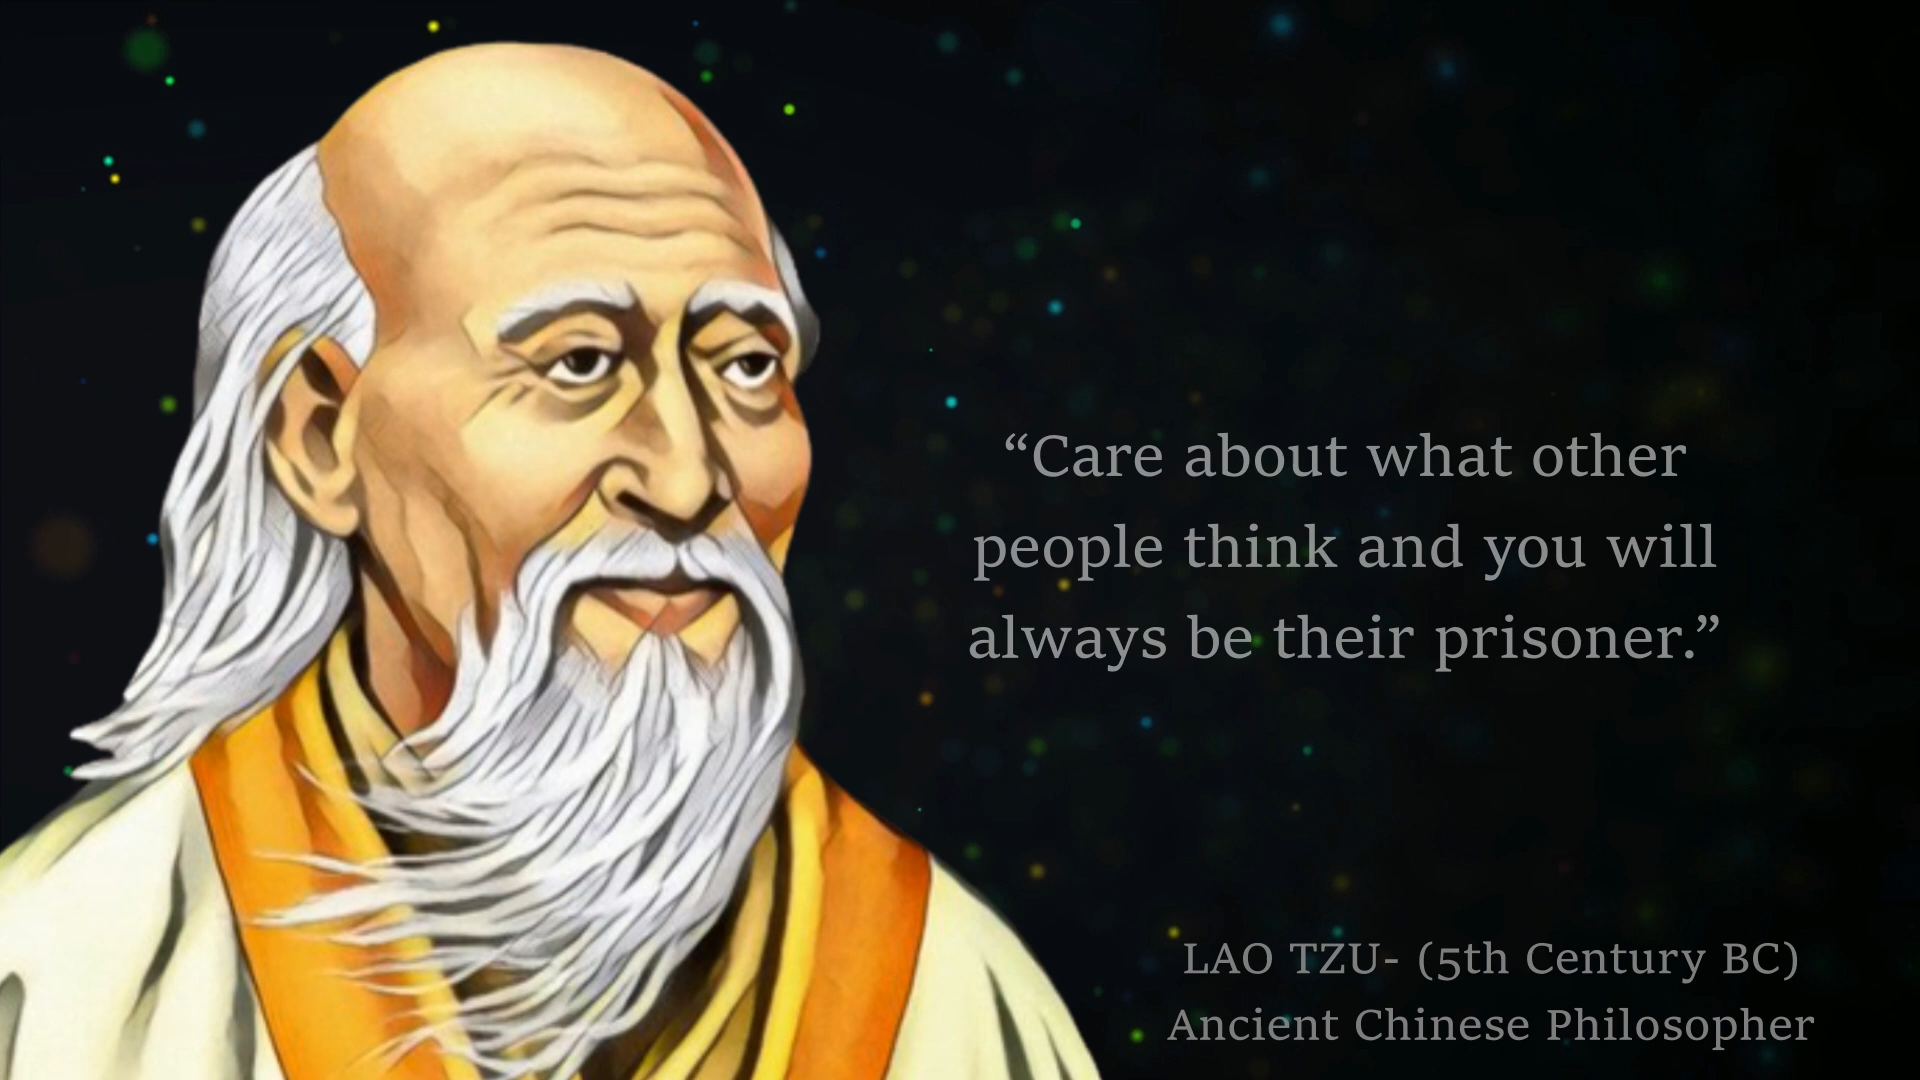 “Care about what other
people think and you will
always be their prisoner.”
LAO TZU- (5th Century BC)
Ancient Chinese Philosopher